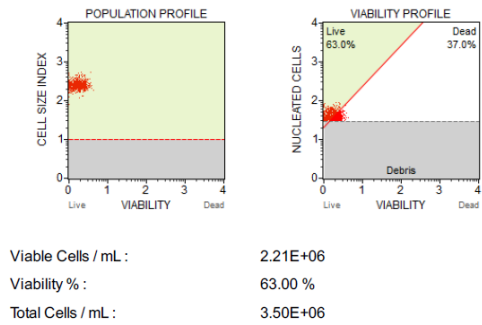 POPULATION PROFILE
CELL SIZE INDEX
4
3
2
1
0
0 1 2 3 4
Live VIABILITY Dead
VIABILITY PROFILE
NUCLEATED CELLS
4
3
2
1
0
Live Dead
63.0% 37.0%
Debris
0 1 2 3 4
Live VIABILITY Dead
Viable Cells / mL : 2.21E+06
Viability % : 63.00 %
Total Cells / mL : 3.50E+06